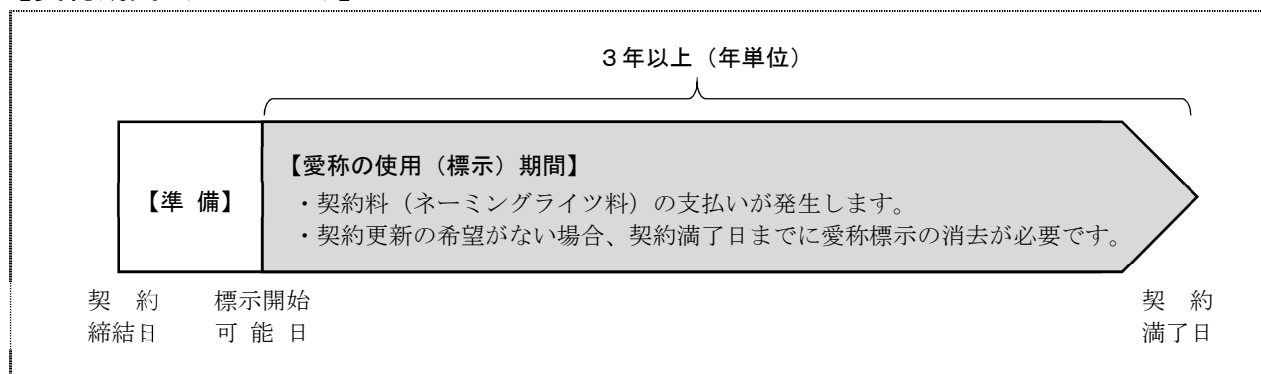 ３年以上（年単位）
【準 備】
【愛称の使用（標示）期間】
・契約料（ネーミングライツ料）の支払いが発生します。
・契約更新の希望がない場合、契約満了日までに愛称標示の消去が必要です。
契　約
締結日
標示開始
可 能 日
契　約
満了日